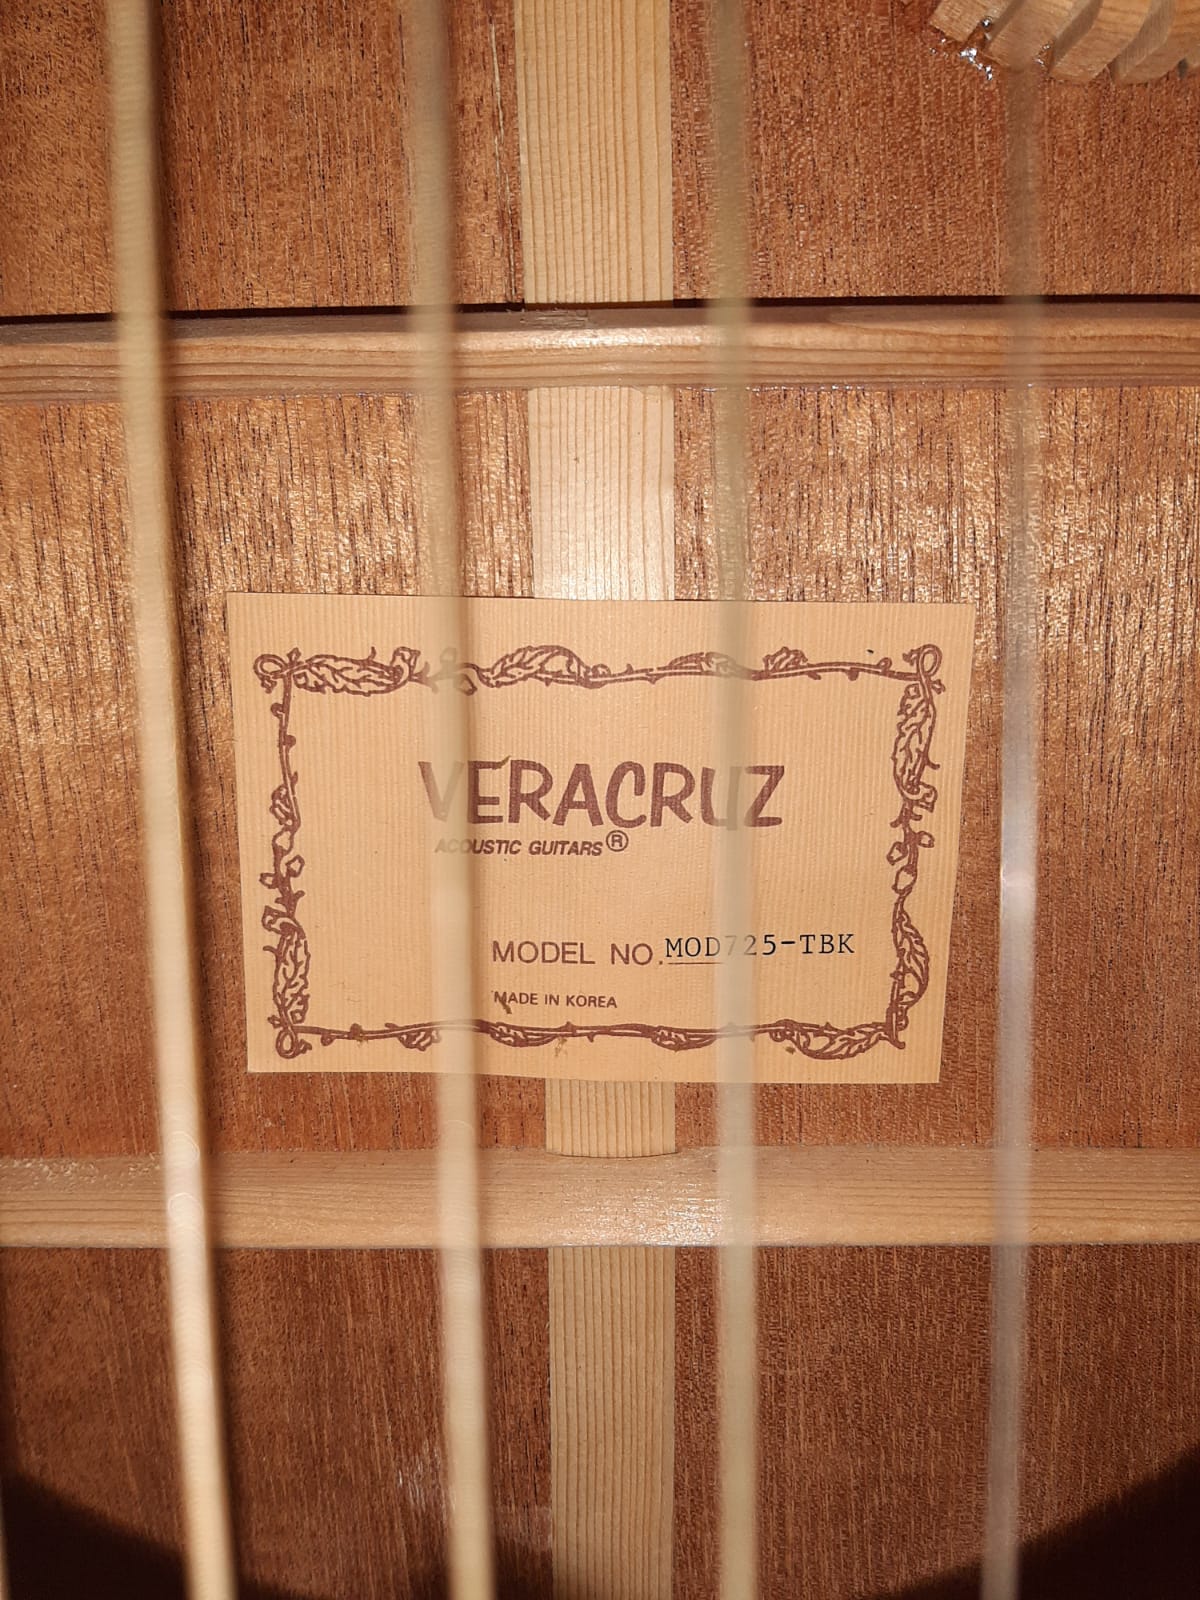 VERACRUZ
ACOUSTIC GUITARS®
MODEL NO. MOD725-TBK
MADE IN KOREA